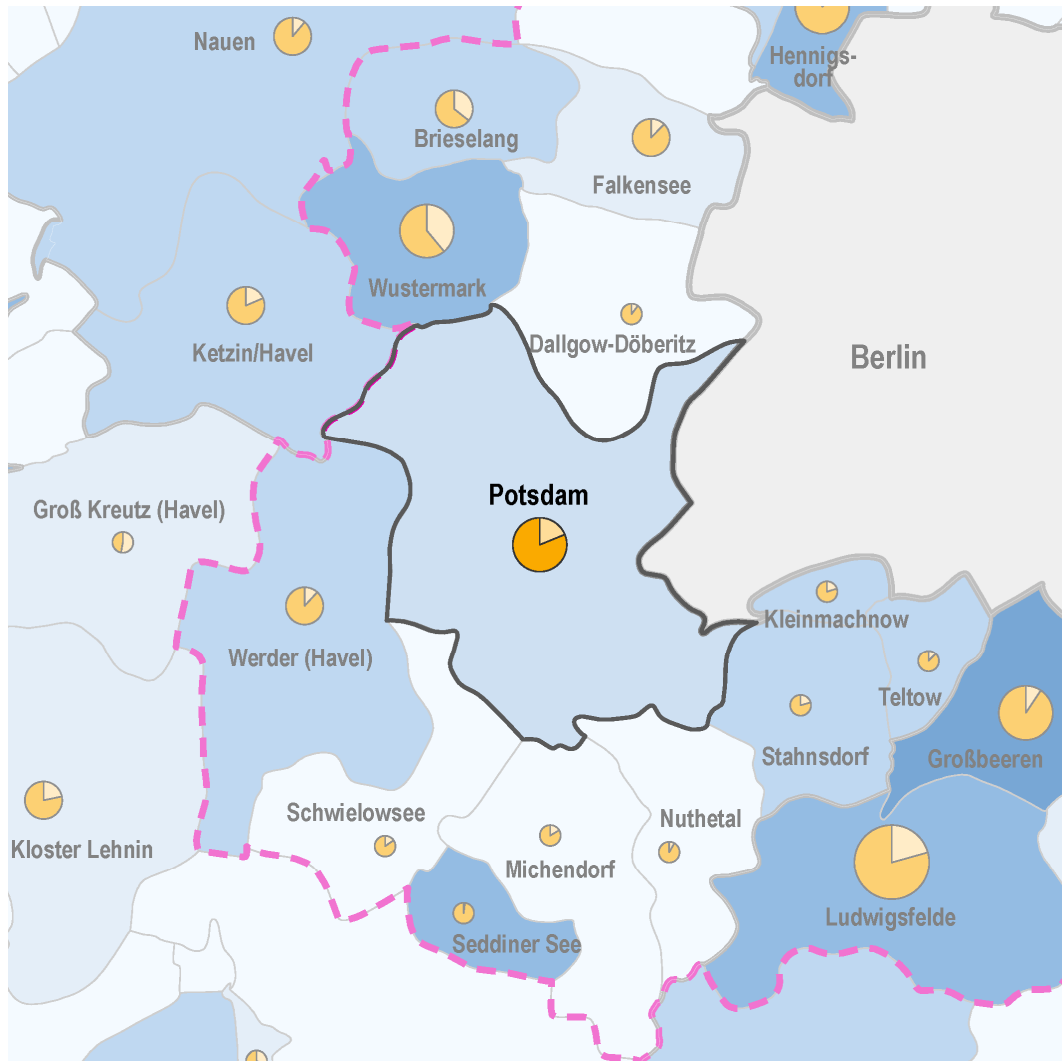 Nauen
Hennigs-
dorf
Brieselang
Falkensee
Wustermark
Dallgow-Döberitz
Ketzin/Havel
Berlin
Potsdam
Groß Kreutz (Havel)
Kleinmachnow
Werder (Havel)
Teltow
Stahnsdorf
Großbeeren
Schwielowsee
Nuthetal
Kloster Lehnin
Michendorf
Ludwigsfelde
Seddiner See